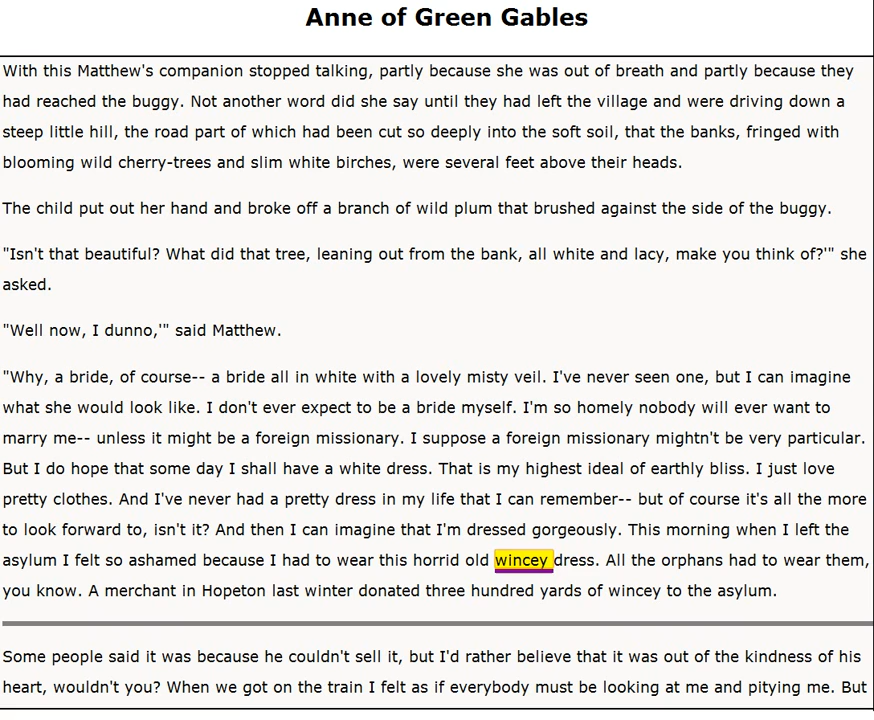 Anne of Green Gables
With this Matthew's companion stopped talking, partly because she was out of breath and partly because they
had reached the buggy. Not another word did she say until they had left the village and were driving down a
steep little hill, the road part of which had been cut so deeply into the soft soil, that the banks, fringed with
blooming wild cherry-trees and slim white birches, were several feet above their heads.
The child put out her hand and broke off a branch of wild plum that brushed against the side of the buggy.
"Isn't that beautiful? What did that tree, leaning out from the bank, all white and lacy, make you think of?'" she
asked.
"Well now, I dunno,'" said Matthew.
"Why, a bride, of course-- a bride all in white with a lovely misty veil. I've never seen one, but I can imagine
what she would look like. I don't ever expect to be a bride myself. I'm so homely nobody will ever want to
marry me-- unless it might be a foreign missionary. I suppose a foreign missionary mightn't be very particular.
But I do hope that some day I shall have a white dress. That is my highest ideal of earthly bliss. I just love
pretty clothes. And I've never had a pretty dress in my life that I can remember-- but of course it's all the more
to look forward to, isn't it? And then I can imagine that I'm dressed gorgeously. This morning when I left the
asylum I felt so ashamed because I had to wear this horrid old wincey dress. All the orphans had to wear them,
you know. A merchant in Hopeton last winter donated three hundred yards of wincey to the asylum.
Some people said it was because he couldn't sell it, but I'd rather believe that it was out of the kindness of his
heart, wouldn't you? When we got on the train I felt as if everybody must be looking at me and pitying me. But